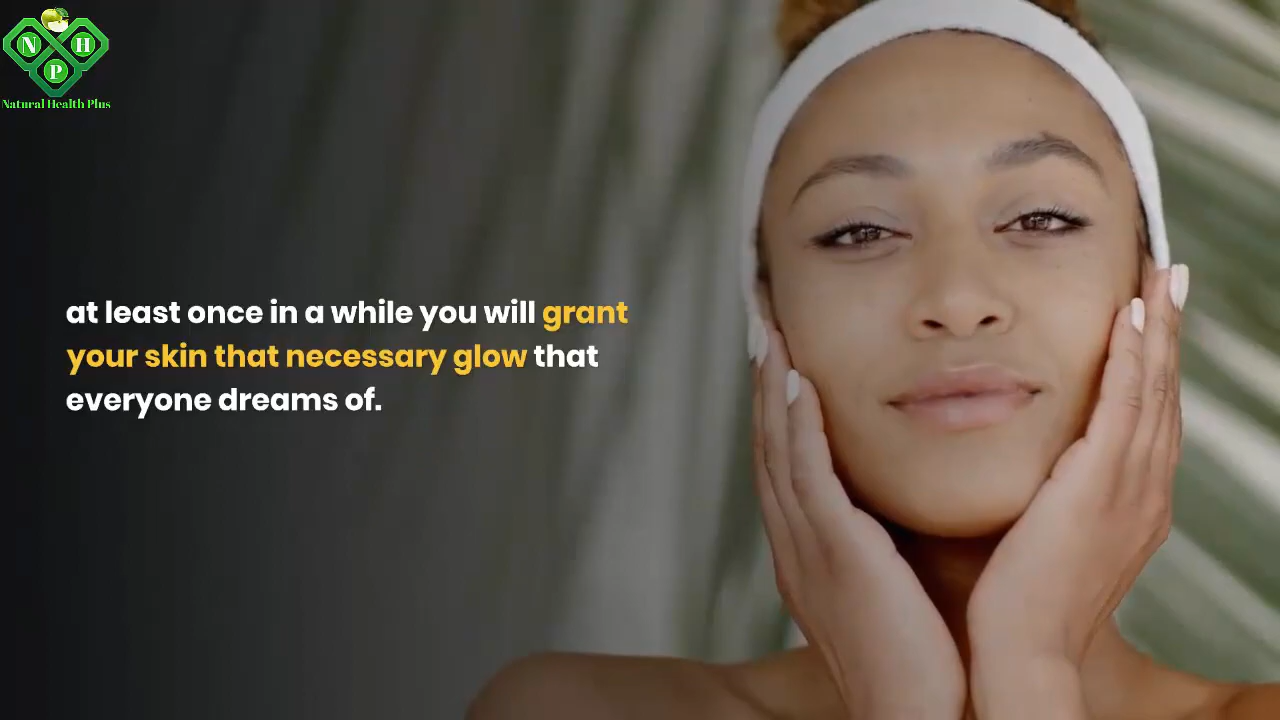 N H
P
Natural Health Plus
at least once in a while you will grant
your skin that necessary glow that
everyone dreams of.